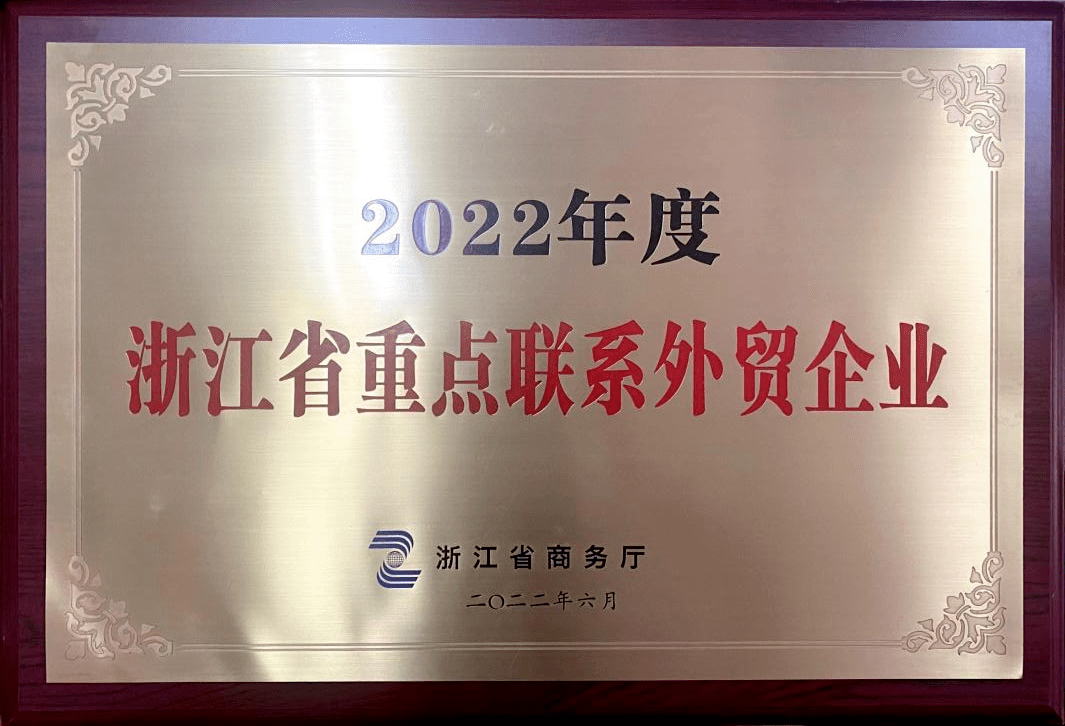 2022年度
浙江省重点联系外贸企业
浙江省商务厅
二〇二二年六月